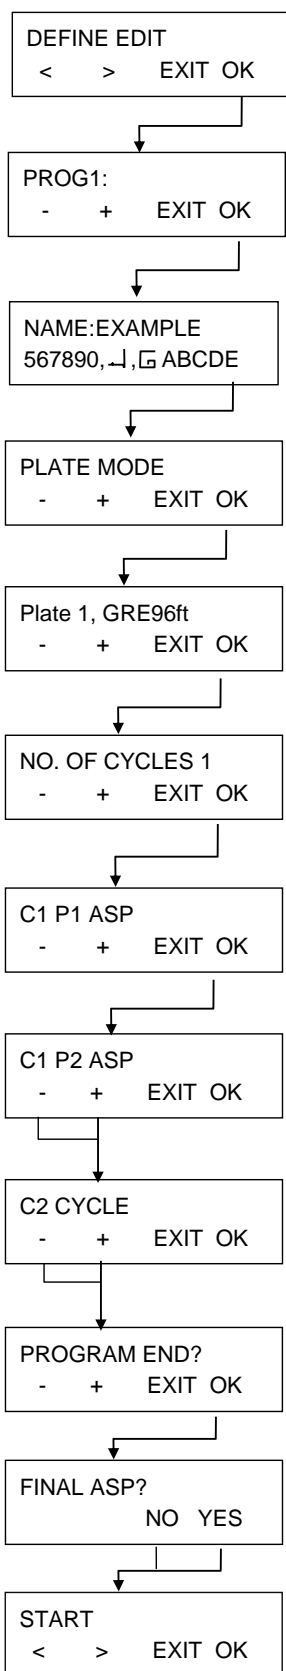 DEFINE EDIT
< > EXIT OK
PROG1:
- + EXIT OK
NAME:EXAMPLE
567890, ⏎, ABCDE
PLATE MODE
- + EXIT OK
Plate 1, GRE96ft
- + EXIT OK
NO. OF CYCLES 1
- + EXIT OK
C1 P1 ASP
- + EXIT OK
C1 P2 ASP
- + EXIT OK
C2 CYCLE
- + EXIT OK
PROGRAM END?
- + EXIT OK
FINAL ASP?
NO YES
START
< > EXIT OK